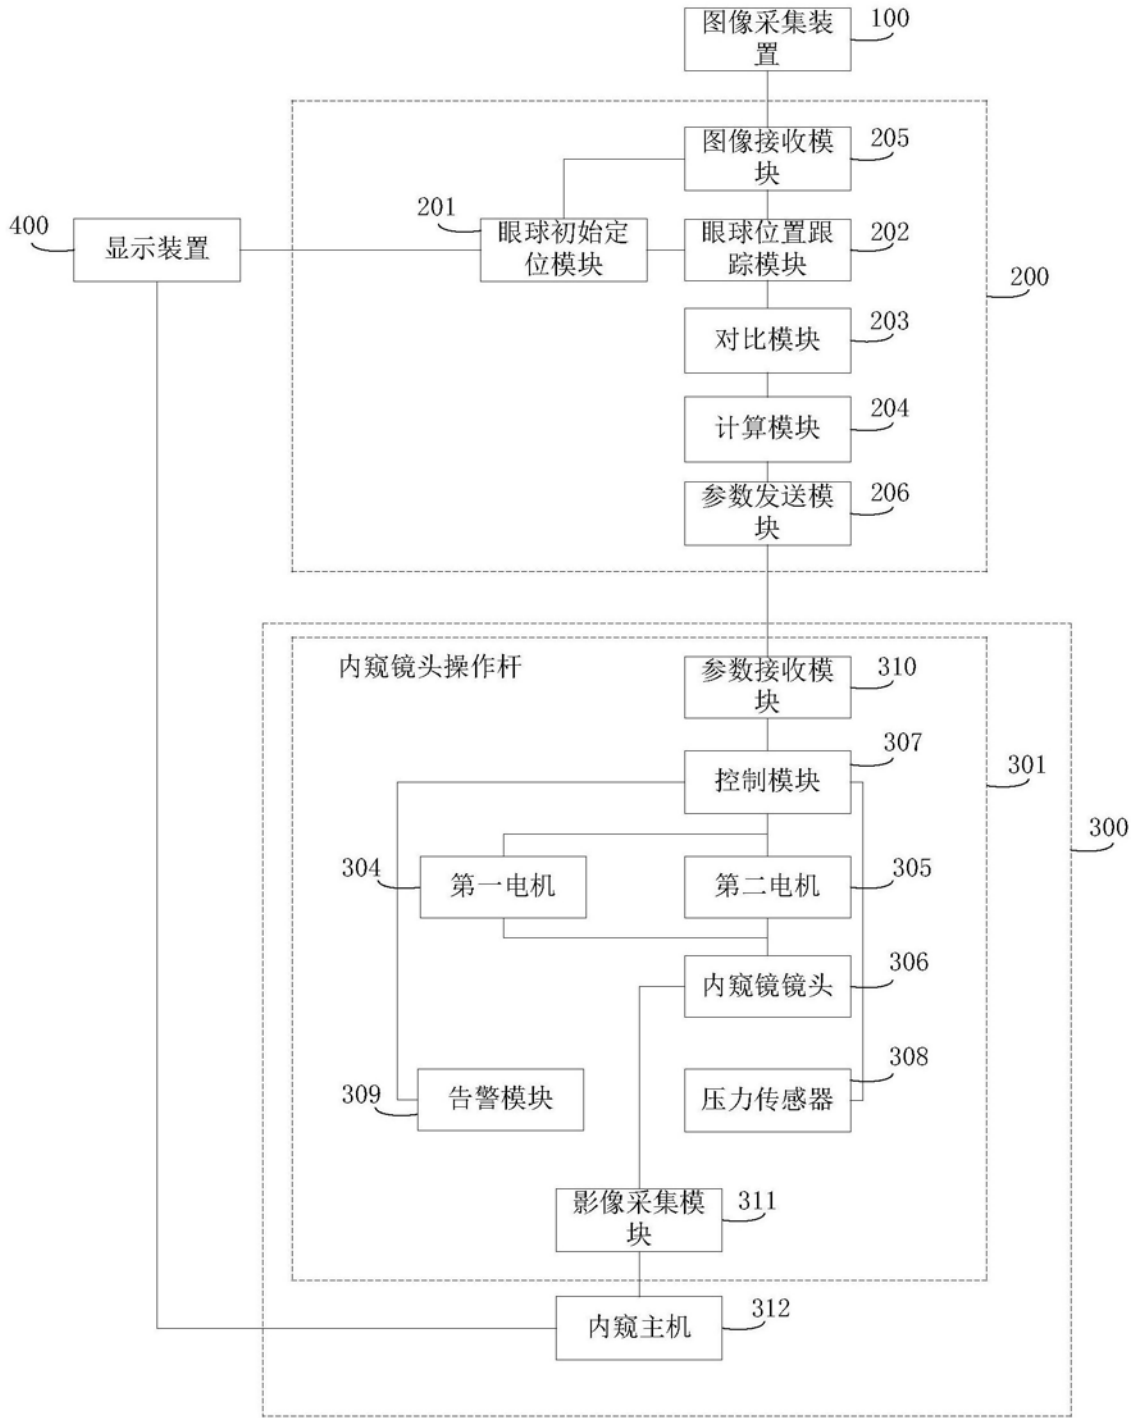 图像采集装
置
100
图像接收模
块
205
400
显示装置
201
眼球初始定
位模块
眼球位置跟
踪模块
202
200
对比模块
203
计算模块
204
参数发送模
块
206
内窥镜头操作杆
参数接收模
块
310
控制模块
307
301
300
304
第一电机
第二电机
305
内窥镜镜头
306
309
告警模块
压力传感器
308
影像采集模
块
311
内窥主机
312